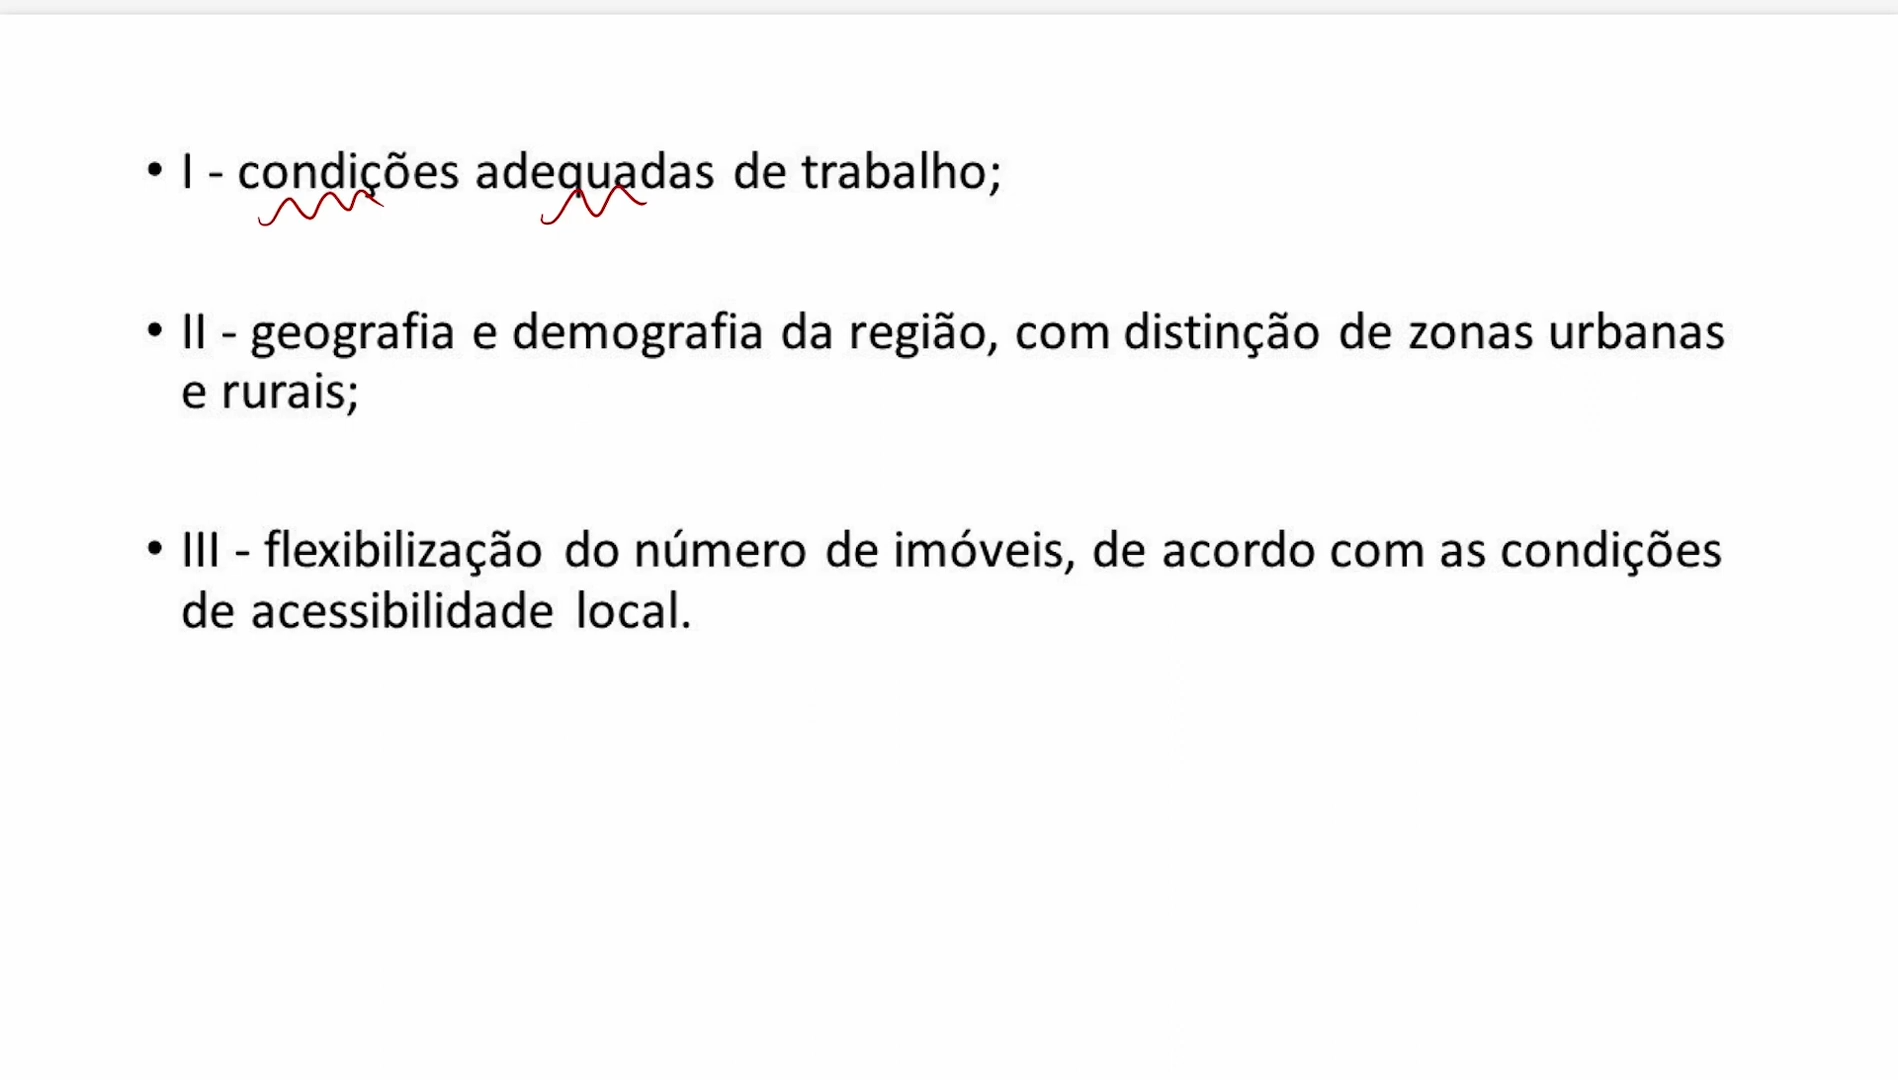 • I - condições adequadas de trabalho;
• II - geografia e demografia da região, com distinção de zonas urbanas
e rurais;
• III - flexibilização do número de imóveis, de acordo com as condições
de acessibilidade local.